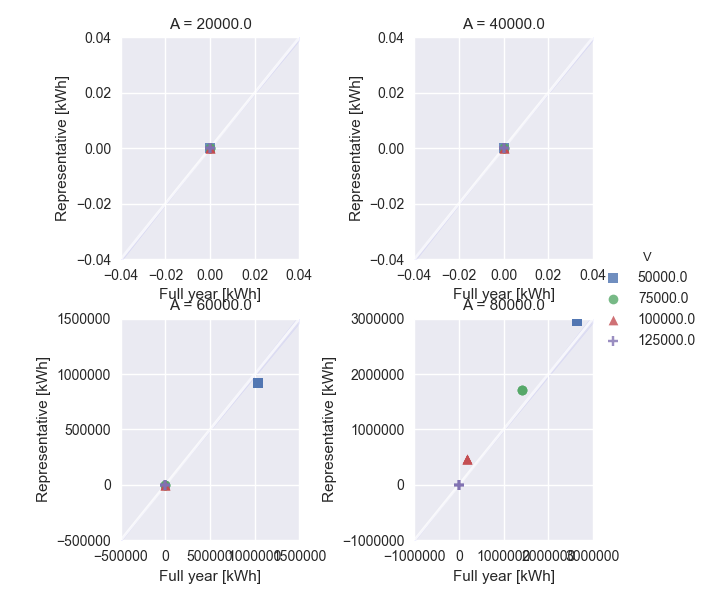 A = 20000.0
A = 40000.0
0.04
0.02
0.00
−0.02
−0.04
Representative [kWh]
−0.04 −0.02 0.00 0.02 0.04
Full year [kWh]
0.04
0.02
0.00
−0.02
−0.04
Representative [kWh]
−0.04 −0.02 0.00 0.02 0.04
Full year [kWh]
V
50000.0
75000.0
100000.0
125000.0
A = 60000.0
A = 80000.0
1500000
1000000
500000
0
−500000
Representative [kWh]
−500000 0 500000 1000000 1500000
Full year [kWh]
3000000
2000000
1000000
0
−1000000
Representative [kWh]
−1000000 0 1000000 2000000 3000000
Full year [kWh]